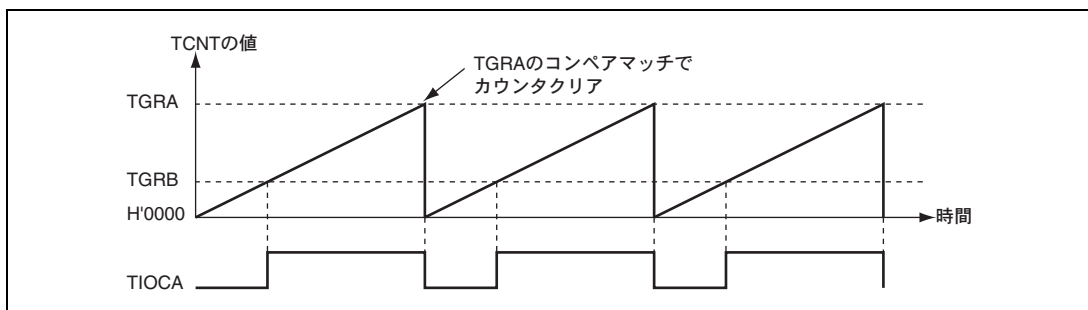 TCNTの値
TGRAのコンペアマッチで
カウンタクリア
TGRA
TGRB
H'0000
時間
TIOCA